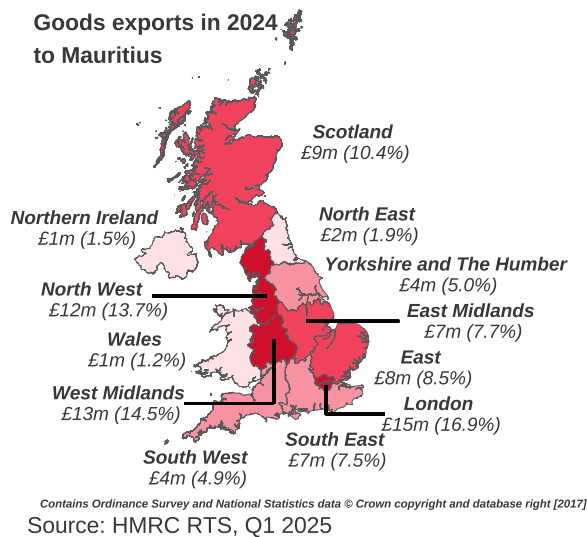 Goods exports in 2024
to Mauritius
Scotland
£9m (10.4%)
Northern Ireland
£1m (1.5%)
North East
£2m (1.9%)
Yorkshire and The Humber
£4m (5.0%)
North West
£12m (13.7%)
East Midlands
£7m (7.7%)
Wales
£1m (1.2%)
East
£8m (8.5%)
West Midlands
£13m (14.5%)
London
£15m (16.9%)
South East
£7m (7.5%)
South West
£4m (4.9%)
Contains Ordinance Survey and National Statistics data © Crown copyright and database right [2017]
Source: HMRC RTS, Q1 2025